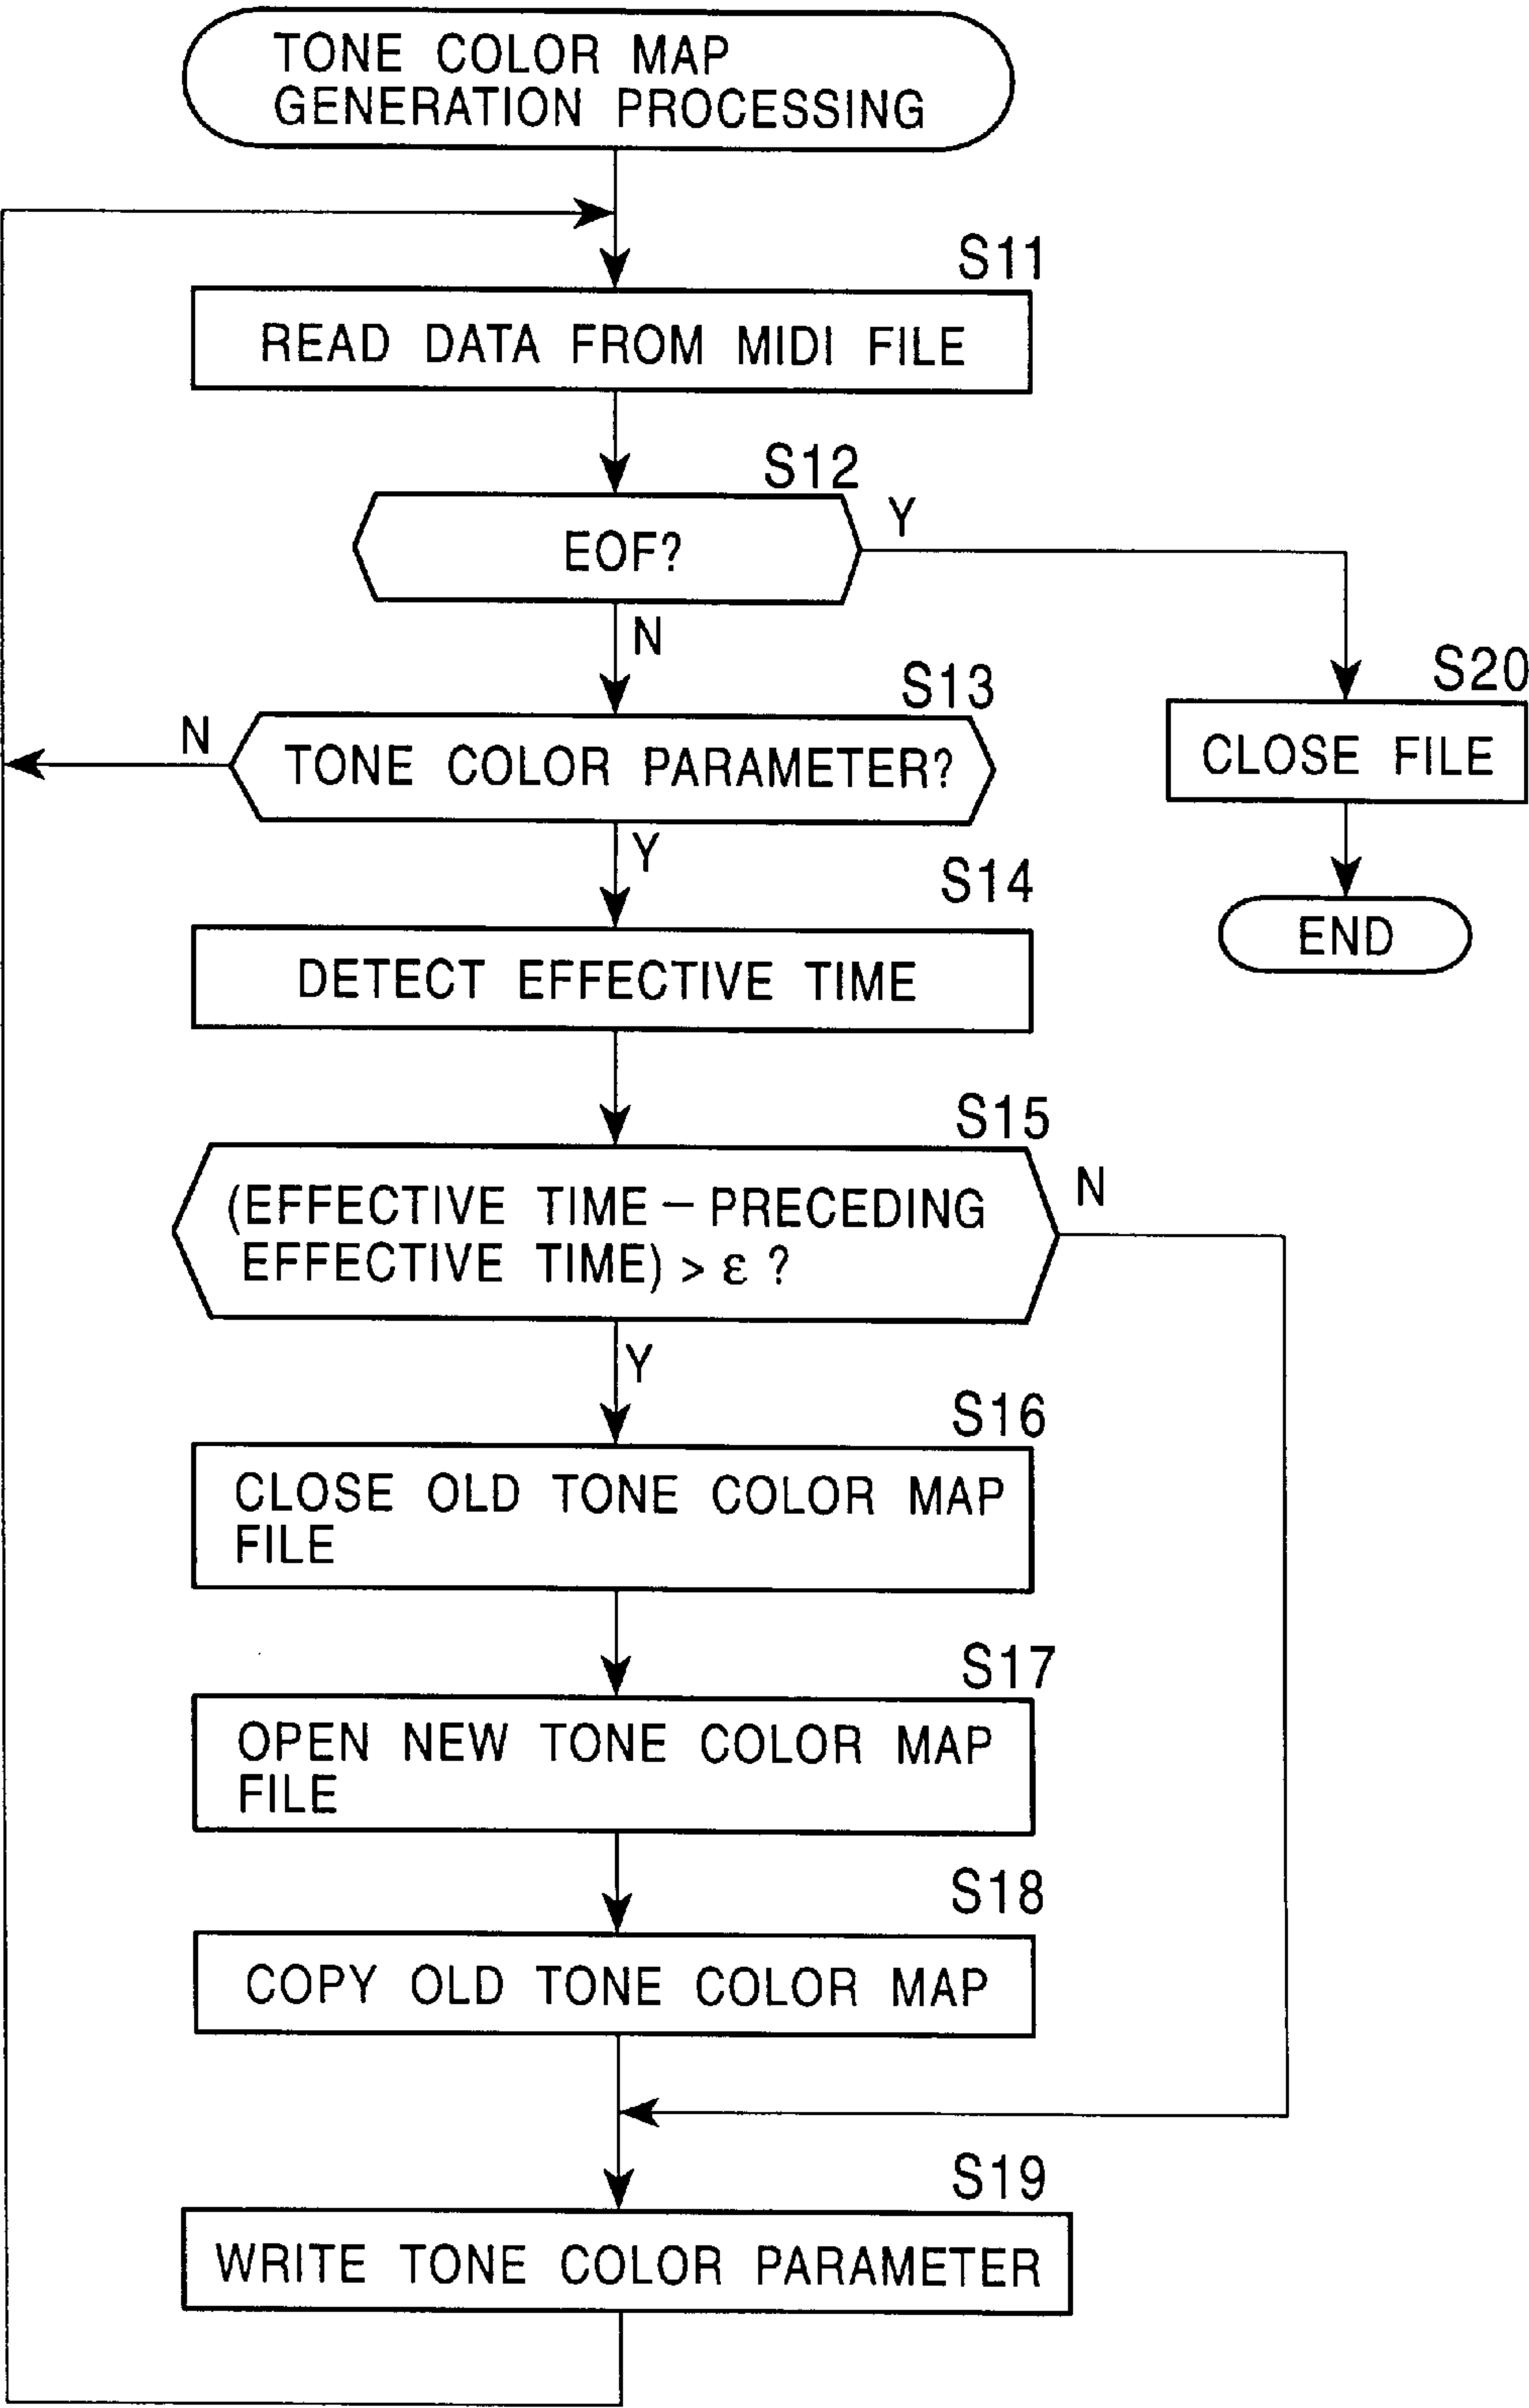 TONE COLOR MAP
GENERATION PROCESSING
S11
READ DATA FROM MIDI FILE
S12
EOF?
Y
N
S13
N
TONE COLOR PARAMETER?
Y
S20
CLOSE FILE
END
S14
DETECT EFFECTIVE TIME
S15
(EFFECTIVE TIME – PRECEDING
EFFECTIVE TIME) > ε ?
N
Y
S16
CLOSE OLD TONE COLOR MAP
FILE
S17
OPEN NEW TONE COLOR MAP
FILE
S18
COPY OLD TONE COLOR MAP
S19
WRITE TONE COLOR PARAMETER